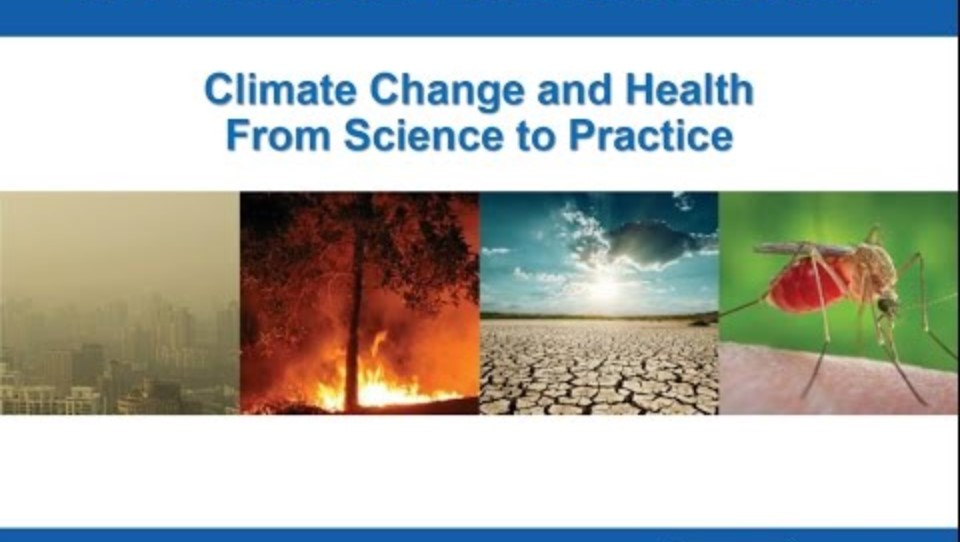 Climate Change and Health
From Science to Practice